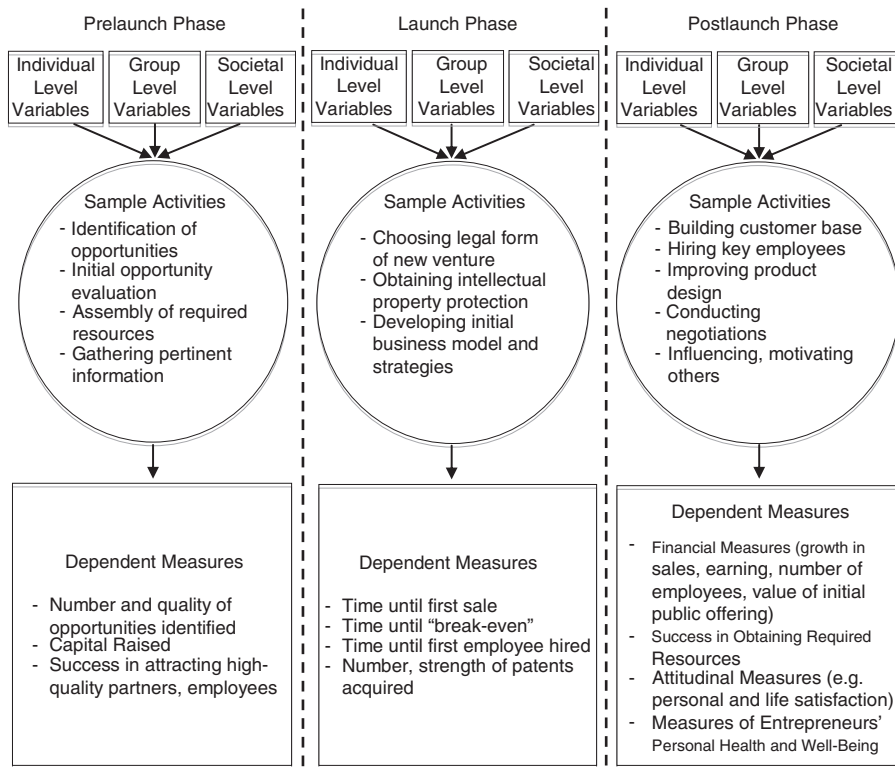 Prelaunch Phase
Individual
Level
Variables
Group
Level
Variables
Societal
Level
Variables
Sample Activities
- Identification of
opportunities
- Initial opportunity
evaluation
- Assembly of required
resources
- Gathering pertinent
information
Dependent Measures
- Number and quality of
opportunities identified
- Capital Raised
- Success in attracting high-
quality partners, employees
Launch Phase
Individual
Level
Variables
Group
Level
Variables
Societal
Level
Variables
Sample Activities
- Choosing legal form
of new venture
- Obtaining intellectual
property protection
- Developing initial
business model and
strategies
Dependent Measures
- Time until first sale
- Time until “break-even”
- Time until first employee hired
- Number, strength of patents
acquired
Postlaunch Phase
Individual
Level
Variables
Group
Level
Variables
Societal
Level
Variables
Sample Activities
- Building customer base
- Hiring key employees
- Improving product
design
- Conducting
negotiations
- Influencing, motivating
others
Dependent Measures
- Financial Measures (growth in
sales, earning, number of
employees, value of initial
public offering)
- Success in Obtaining Required
Resources
- Attitudinal Measures (e.g.
personal and life satisfaction)
- Measures of Entrepreneurs’
Personal Health and Well-Being